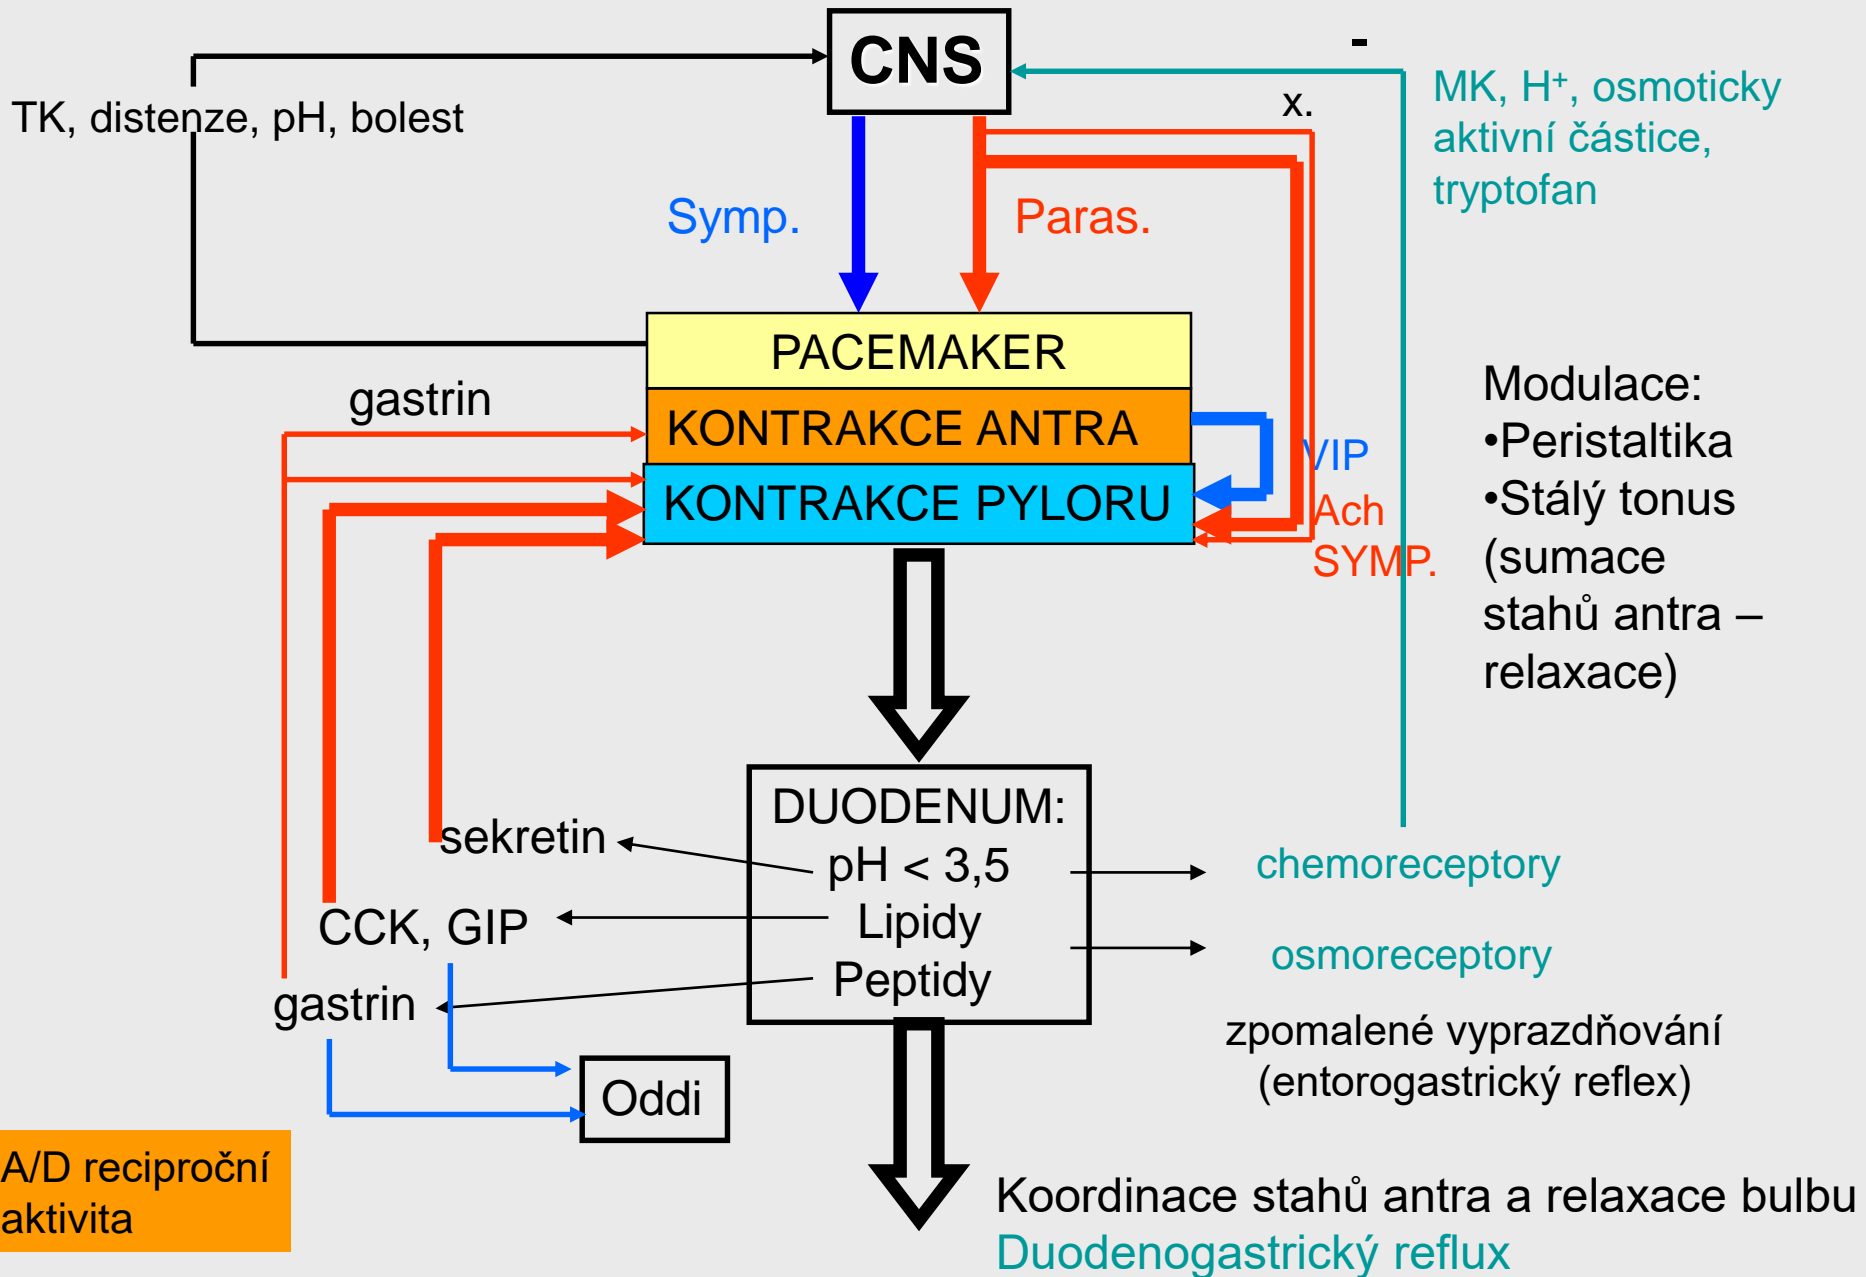 CNS
-
TK, distenze, pH, bolest
x.
MK, H⁺, osmoticky
aktivní částice,
tryptofan
Symp.
Paras.
PACEMAKER
gastrin
KONTRAKCE ANTRA
VIP
KONTRAKCE PYLORU
Ach
SYMP.
Modulace:
•Peristaltika
•Stálý tonus
(sumace
stahů antra –
relaxace)
DUODENUM:
pH < 3,5
Lipidy
Peptidy
sekretin
CCK, GIP
gastrin
Oddi
chemoreceptory
osmoreceptory
zpomalené vyprazdňování
(entorogastrický reflex)
A/D reciproční
aktivita
Koordinace stahů antra a relaxace bulbu
Duodenogastrický reflux